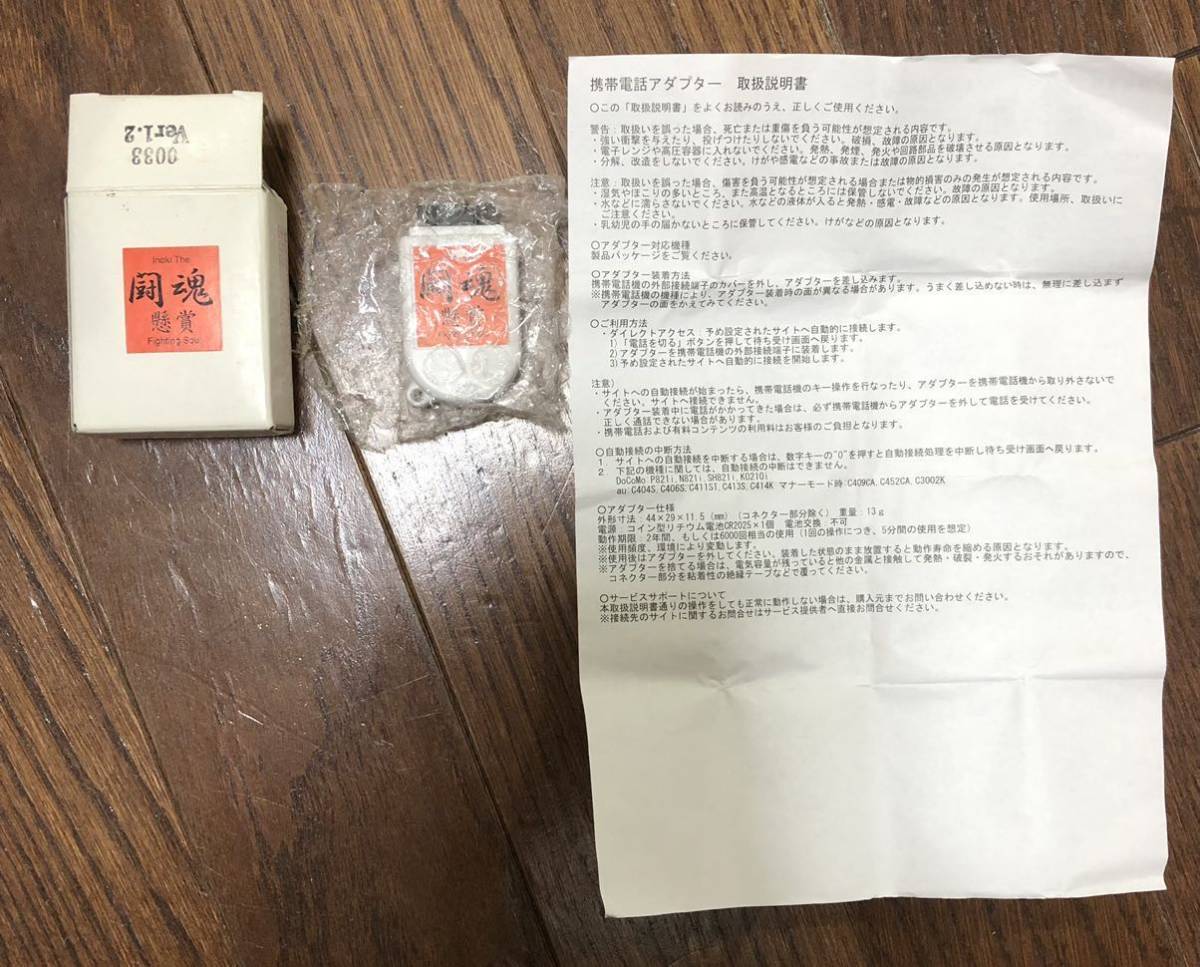 0033
Ver1.2
Inoki The
闘魂
懸賞
Fighting Soul
闘魂
懸賞
携帯電話アダプター 取扱説明書
○この「取扱説明書」をよくお読みのうえ、正しくご使用ください。
警告：取扱いを誤った場合、死亡または重傷を負う可能性が想定される内容です。
・強い衝撃を与えたり、投げつけたりしないでください。破損、故障の原因となります。
・電子レンジや高圧容器に入れないでください。発熱、発煙、発火や回路部品を破壊させる原因となります。
・分解、改造をしないでください。けがや感電などの事故または故障の原因となります。
注意：取扱いを誤った場合、傷害を負う可能性が想定される場合または物的損害のみの発生が想定される内容です。
・湿気やほこりの多いところ、また高温となるところには保管しないでください。故障の原因となります。
・水などに濡らさないでください。水などの液体が入ると発熱・感電・故障などの原因となります。使用場所、取扱いに
ご注意ください。
・乳幼児の手の届かないところに保管してください。けがなどの原因となります。
○アダプター対応機種
製品パッケージをご覧ください。
○アダプター装着方法
携帯電話機の外部接続端子のカバーを外し、アダプターを差し込みます。
※携帯電話機の機種により、アダプター装着時の面が異なる場合があります。うまく差し込めない時は、無理に差し込まず
アダプターの面をかえてみてください。
○ご利用方法
・ダイレクトアクセス：予め設定されたサイトへ自動的に接続します。
1)「電話を切る」ボタンを押して待ち受け画面へ戻ります。
2)アダプターを携帯電話機の外部接続端子に装着します。
3)予め設定されたサイトへ自動的に接続を開始します。
注意)
・サイトへの自動接続が始まったら、携帯電話機のキー操作を行なったり、アダプターを携帯電話機から取り外さないで
ください。サイトへ接続できません。
・アダプター装着中に電話がかかってきた場合は、必ず携帯電話機からアダプターを外して電話を受けてください。
正しく通話できない場合があります。
・携帯電話および有料コンテンツの利用料はお客様のご負担となります。
○自動接続の中断方法
1. サイトへの自動接続を中断する場合は、数字キーの"0"を押すと自動接続処理を中断し待ち受け画面へ戻ります。
2. 下記の機種に関しては、自動接続の中断はできません。
DoCoMo:P821i,N821i,SH821i,KO210i
au:C404S,C406S,C411ST,C413S,C414K マナーモード時:C409CA,C452CA,C3002K
○アダプター仕様
外形寸法：44×29×11.5（mm）（コネクター部分除く） 重量：13g
電源：コイン型リチウム電池CR2025×1個 電池交換：不可
動作期限：2年間、もしくは6000回相当の使用（1回の操作につき、5分間の使用を想定）
※使用頻度、環境により変動します。
※使用後はアダプターを外してください。装着した状態のまま放置すると動作寿命を縮める原因となります。
※アダプターを捨てる場合は、電気容量が残っていると他の金属と接触して発熱・破裂・発火するおそれがありますので、
コネクター部分を粘着性の絶縁テープなどで覆ってください。
○サービスサポートについて
本取扱説明書通りの操作をしても正常に動作しない場合は、購入元までお問い合わせください。
※接続先のサイトに関するお問合せはサービス提供者へ直接お問合せください。